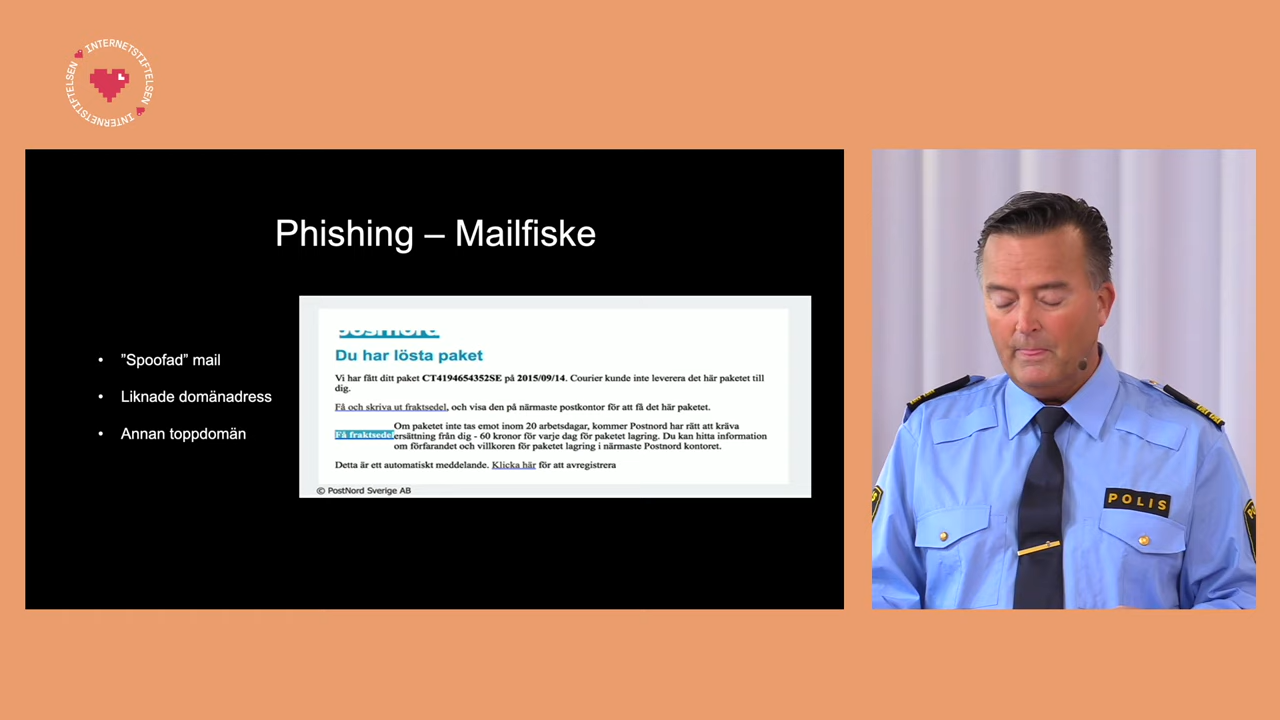 INTERNETSTIFTELSEN INTERNETSTIFTELSEN
Phishing – Mailfiske
• ”Spoofad” mail
• Liknade domänadress
• Annan toppdomän
postnord
Du har lösta paket
Vi har fått ditt paket CT4194654352SE på 2015/09/14. Courier kunde inte leverera det här paketet till
dig.
Få och skriva ut fraktsedel, och visa den på närmaste postkontor för att få det här paketet.
Om paketet inte tas emot inom 20 arbetsdagar, kommer Postnord har rätt att kräva
Få fraktsedel ersättning från dig - 60 kronor för varje dag för paketet lagring. Du kan hitta information
om förfarandet och villkoren för paketet lagring i närmaste Postnord kontoret.
Detta är ett automatiskt meddelande. Klicka här för att avregistrera
© PostNord Sverige AB
POLIS